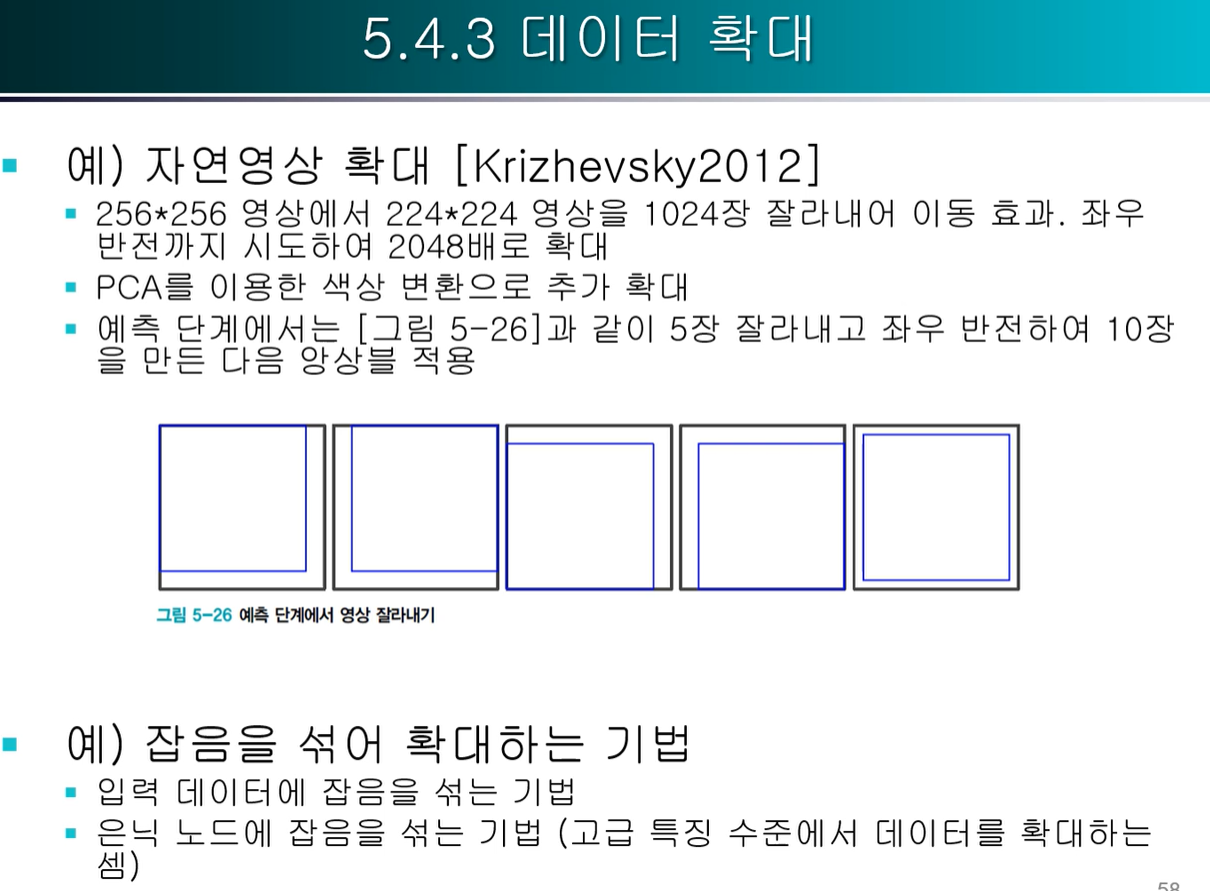 5.4.3 데이터 확대
예) 자연영상 확대 [Krizhevsky2012]
256*256 영상에서 224*224 영상을 1024장 잘라내어 이동 효과. 좌우
반전까지 시도하여 2048배로 확대
PCA를 이용한 색상 변환으로 추가 확대
예측 단계에서는 [그림 5-26]과 같이 5장 잘라내고 좌우 반전하여 10장
을 만든 다음 앙상블 적용
그림 5-26 예측 단계에서 영상 잘라내기
예) 잡음을 섞어 확대하는 기법
입력 데이터에 잡음을 섞는 기법
은닉 노드에 잡음을 섞는 기법 (고급 특징 수준에서 데이터를 확대하는
셈)
58